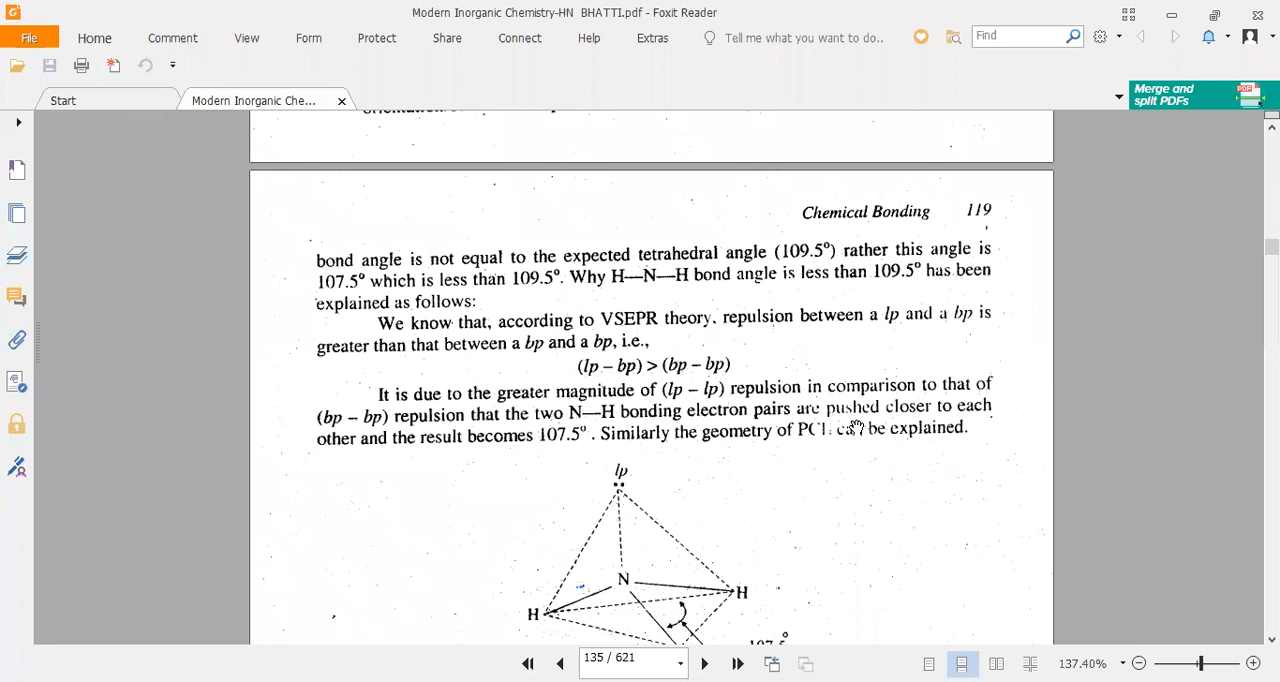 Modern Inorganic Chemistry-HN BHATTI.pdf - Foxit Reader
File Home Comment View Form Protect Share Connect Help Extras Tell me what you want to do.. Find
Start Modern Inorganic Che... Merge and
split PDFs
Chemical Bonding 119
bond angle is not equal to the expected tetrahedral angle (109.5°) rather this angle is
107.5° which is less than 109.5°. Why H—N—H bond angle is less than 109.5° has been
explained as follows:
We know that, according to VSEPR theory, repulsion between a lp and a bp is
greater than that between a bp and a bp, i.e.,
(lp – bp) > (bp – bp)
It is due to the greater magnitude of (lp – lp) repulsion in comparison to that of
(bp – bp) repulsion that the two N—H bonding electron pairs are pushed closer to each
other and the result becomes 107.5°. Similarly the geometry of can be explained.
lp
N
H
H
107.5°
135 / 621 137.40%